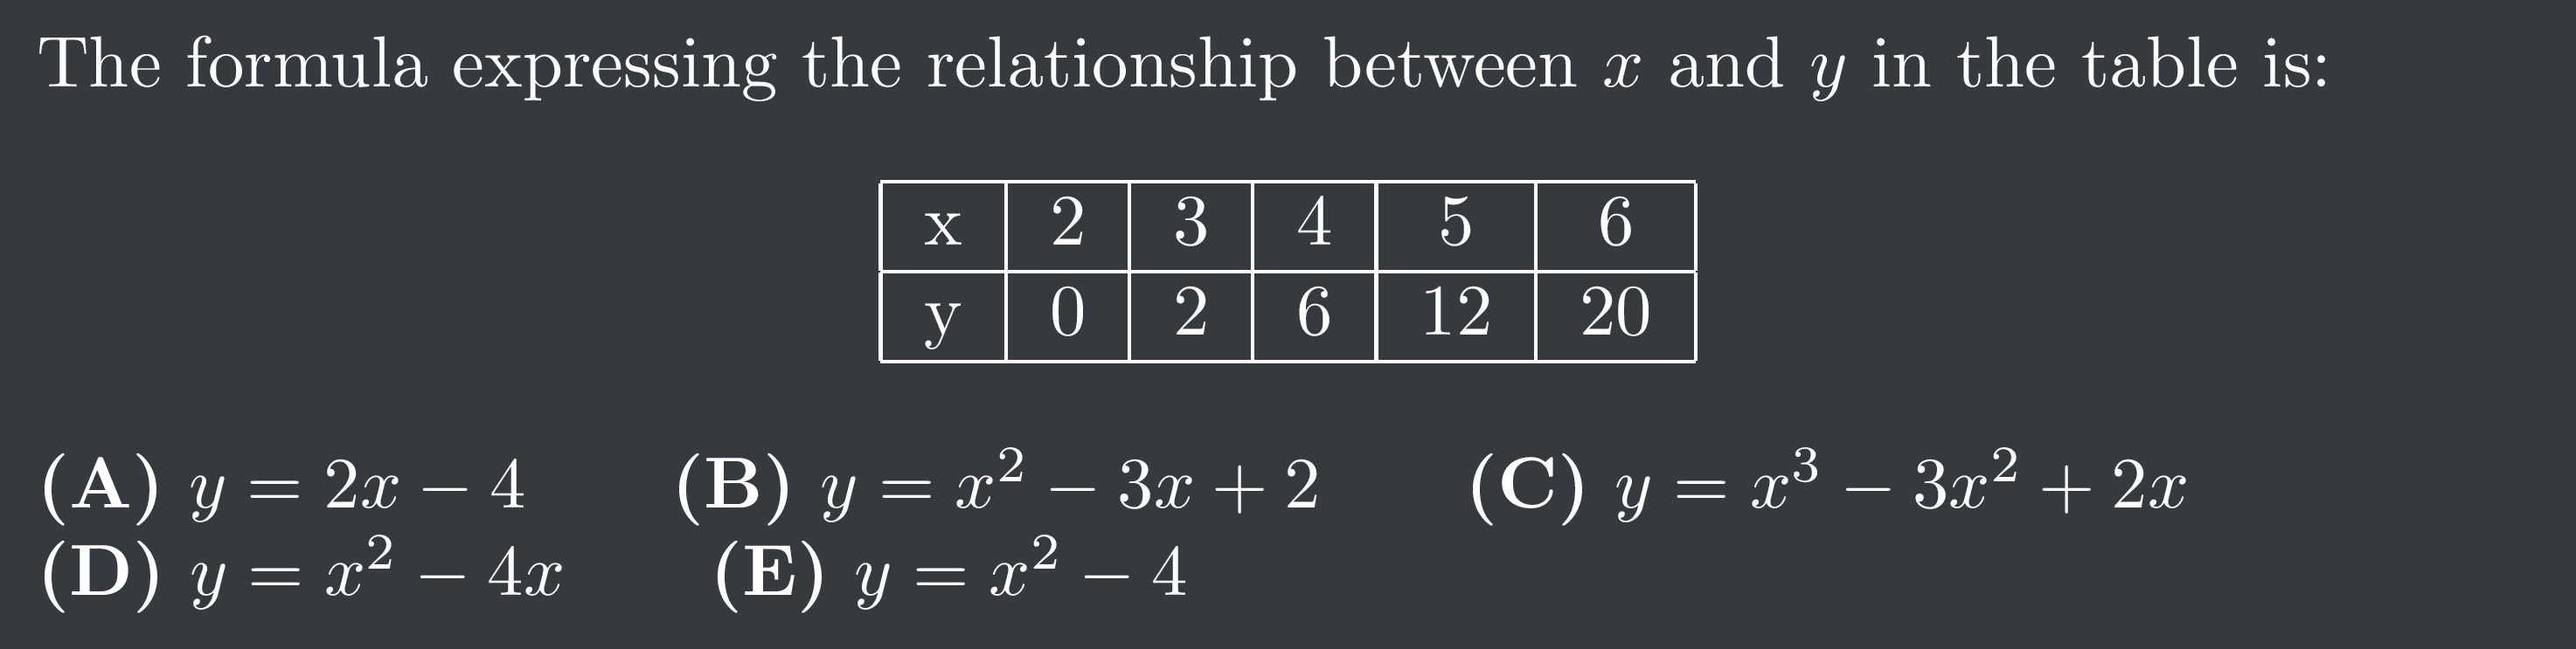 The formula expressing the relationship between x and y in the table is:
x 2 3 4 5 6
y 0 2 6 12 20
(A) y = 2x − 4 (B) y = x² − 3x + 2 (C) y = x³ − 3x² + 2x
(D) y = x² − 4x (E) y = x² − 4